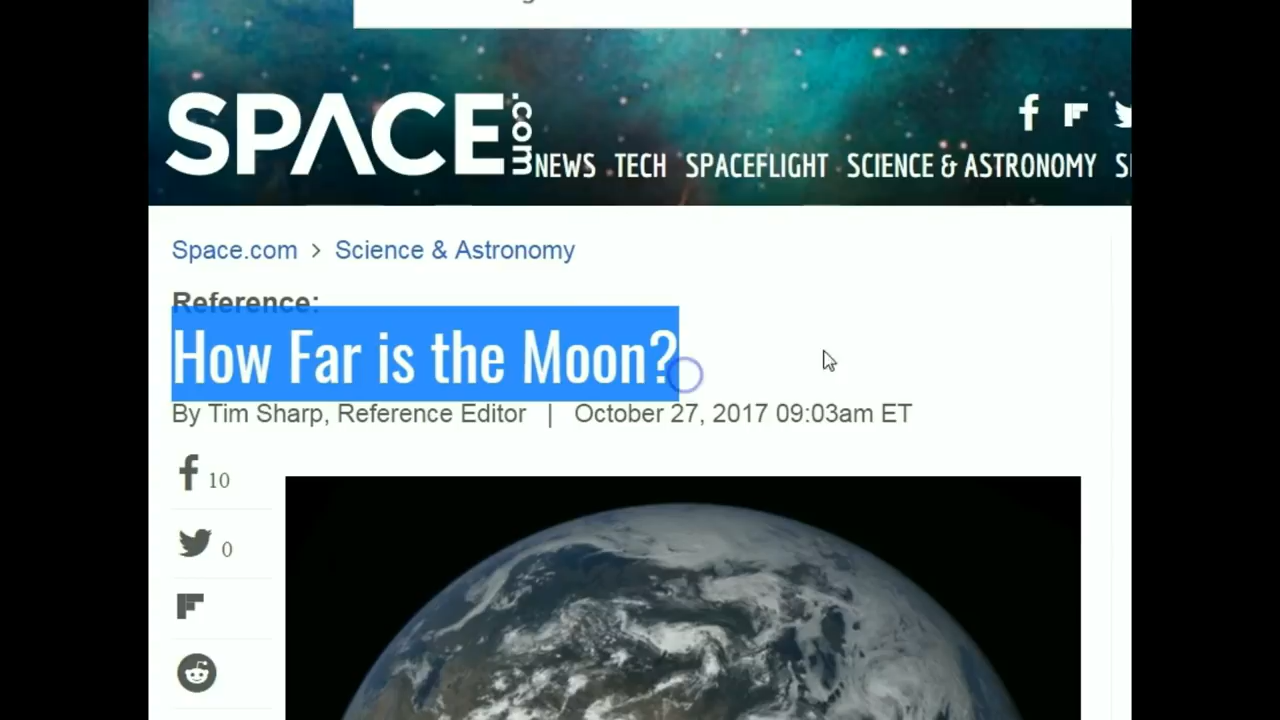 SPACE.com
NEWS TECH SPACEFLIGHT SCIENCE & ASTRONOMY
Space.com > Science & Astronomy
Reference:
How Far is the Moon?
By Tim Sharp, Reference Editor | October 27, 2017 09:03am ET
10
0